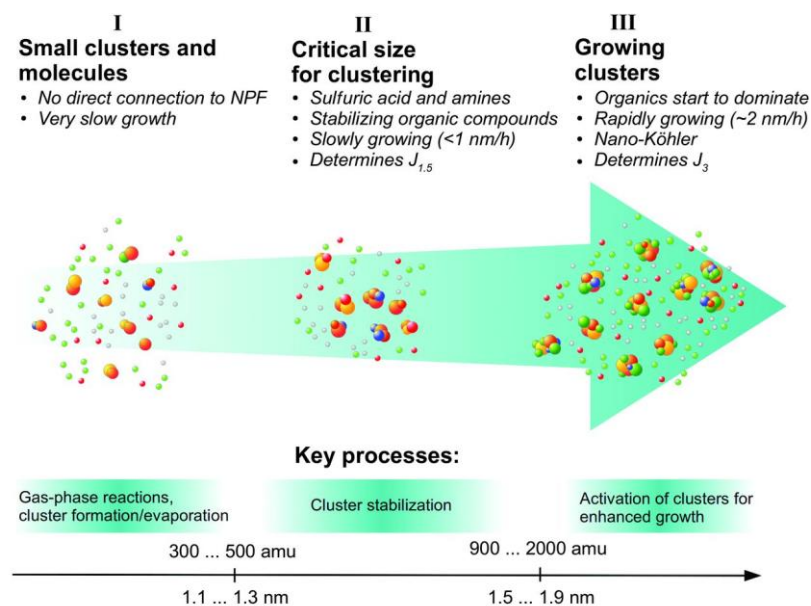 I
Small clusters and
molecules
• No direct connection to NPF
• Very slow growth
II
Critical size
for clustering
• Sulfuric acid and amines
• Stabilizing organic compounds
• Slowly growing (<1 nm/h)
• Determines J1.5
III
Growing
clusters
• Organics start to dominate
• Rapidly growing (~2 nm/h)
• Nano-Köhler
• Determines J3
Key processes:
Gas-phase reactions,
cluster formation/evaporation
Cluster stabilization
Activation of clusters for
enhanced growth
300 ... 500 amu
900 ... 2000 amu
1.1 ... 1.3 nm
1.5 ... 1.9 nm